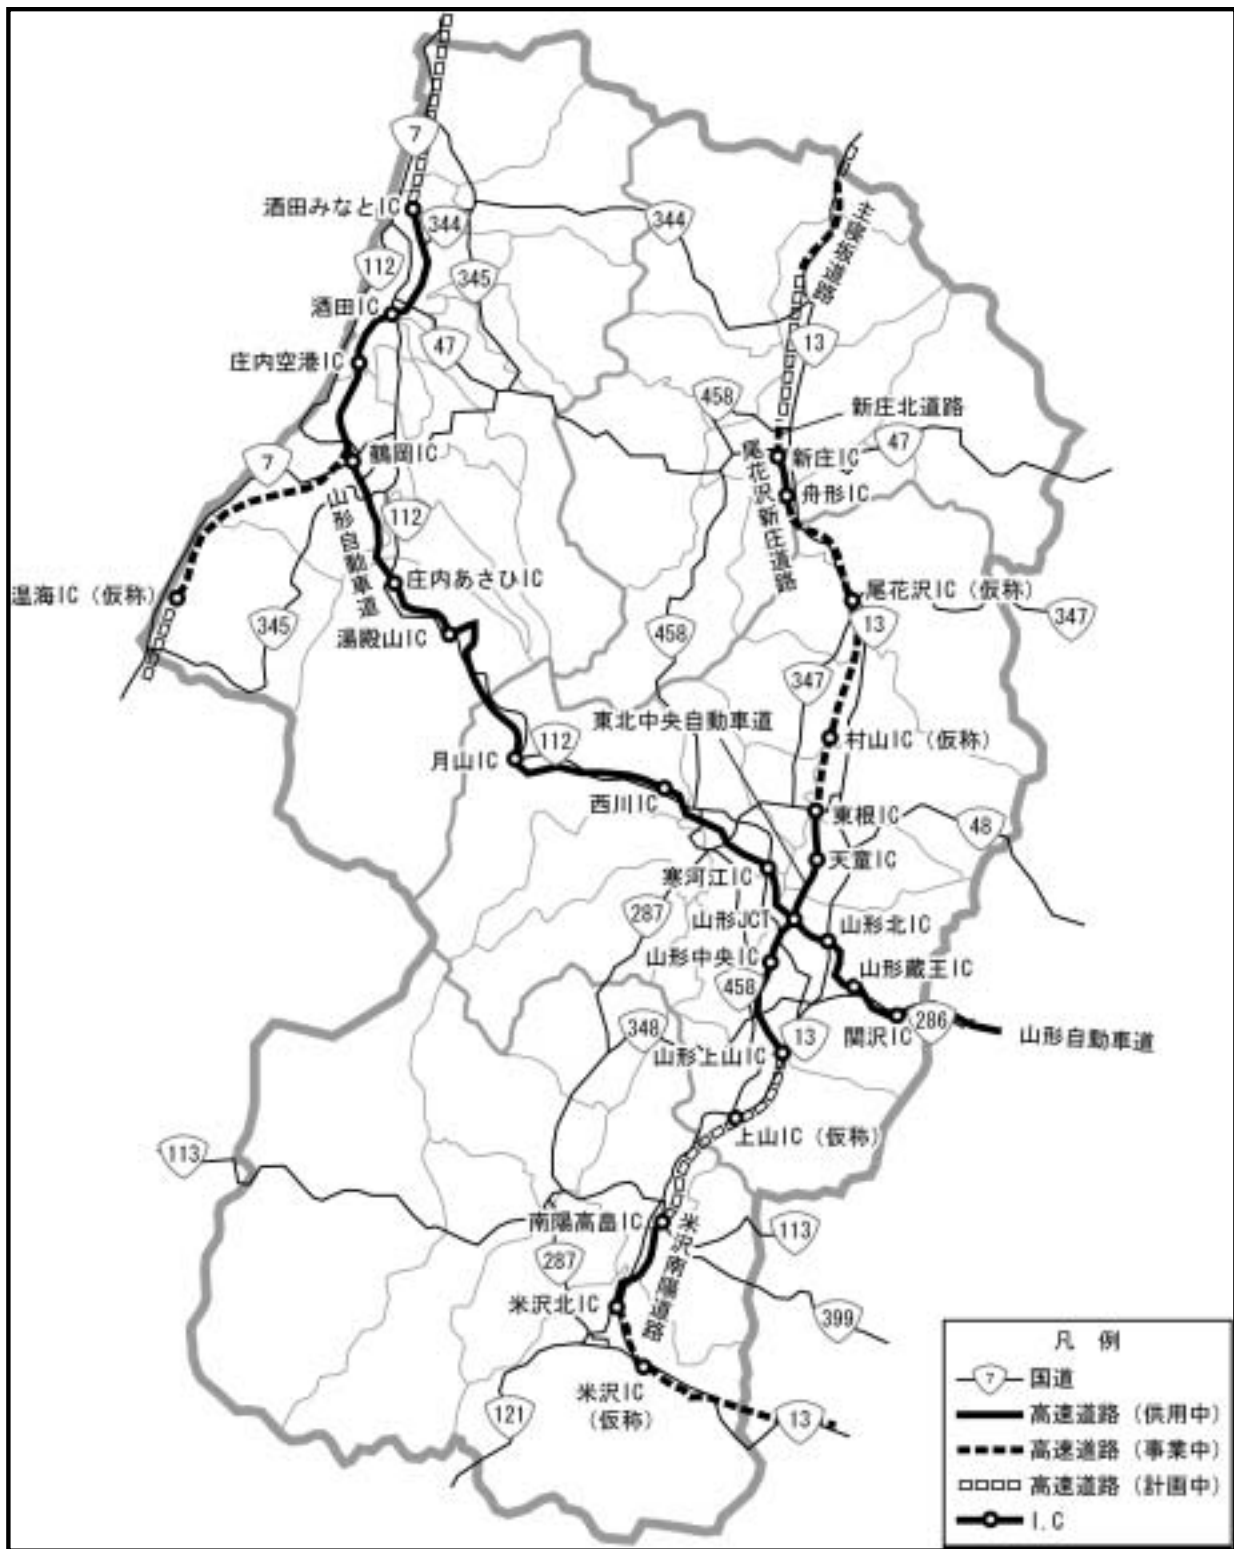 7
酒田みなとIC
344
344
主寝坂道路
112
345
酒田IC
47
13
庄内空港IC
458
新庄北道路
鶴岡IC
7
尾花沢新庄道路
新庄IC
47
舟形IC
山形自動車道
112
庄内あさひIC
温海IC（仮称）
尾花沢IC（仮称）
345
湯殿山IC
458
13
347
347
東北中央自動車道
112
村山IC（仮称）
月山IC
西川IC
東根IC
48
天童IC
寒河江IC
287
山形JCT
山形北IC
山形中央IC
山形蔵王IC
458
348
286
関沢IC
山形自動車道
13
山形上山IC
上山IC（仮称）
113
南陽高畠IC
113
米沢南陽道路
287
米沢北IC
399
米沢IC
（仮称）
121
13
凡 例
7
国道
高速道路（供用中）
高速道路（事業中）
高速道路（計画中）
I.C